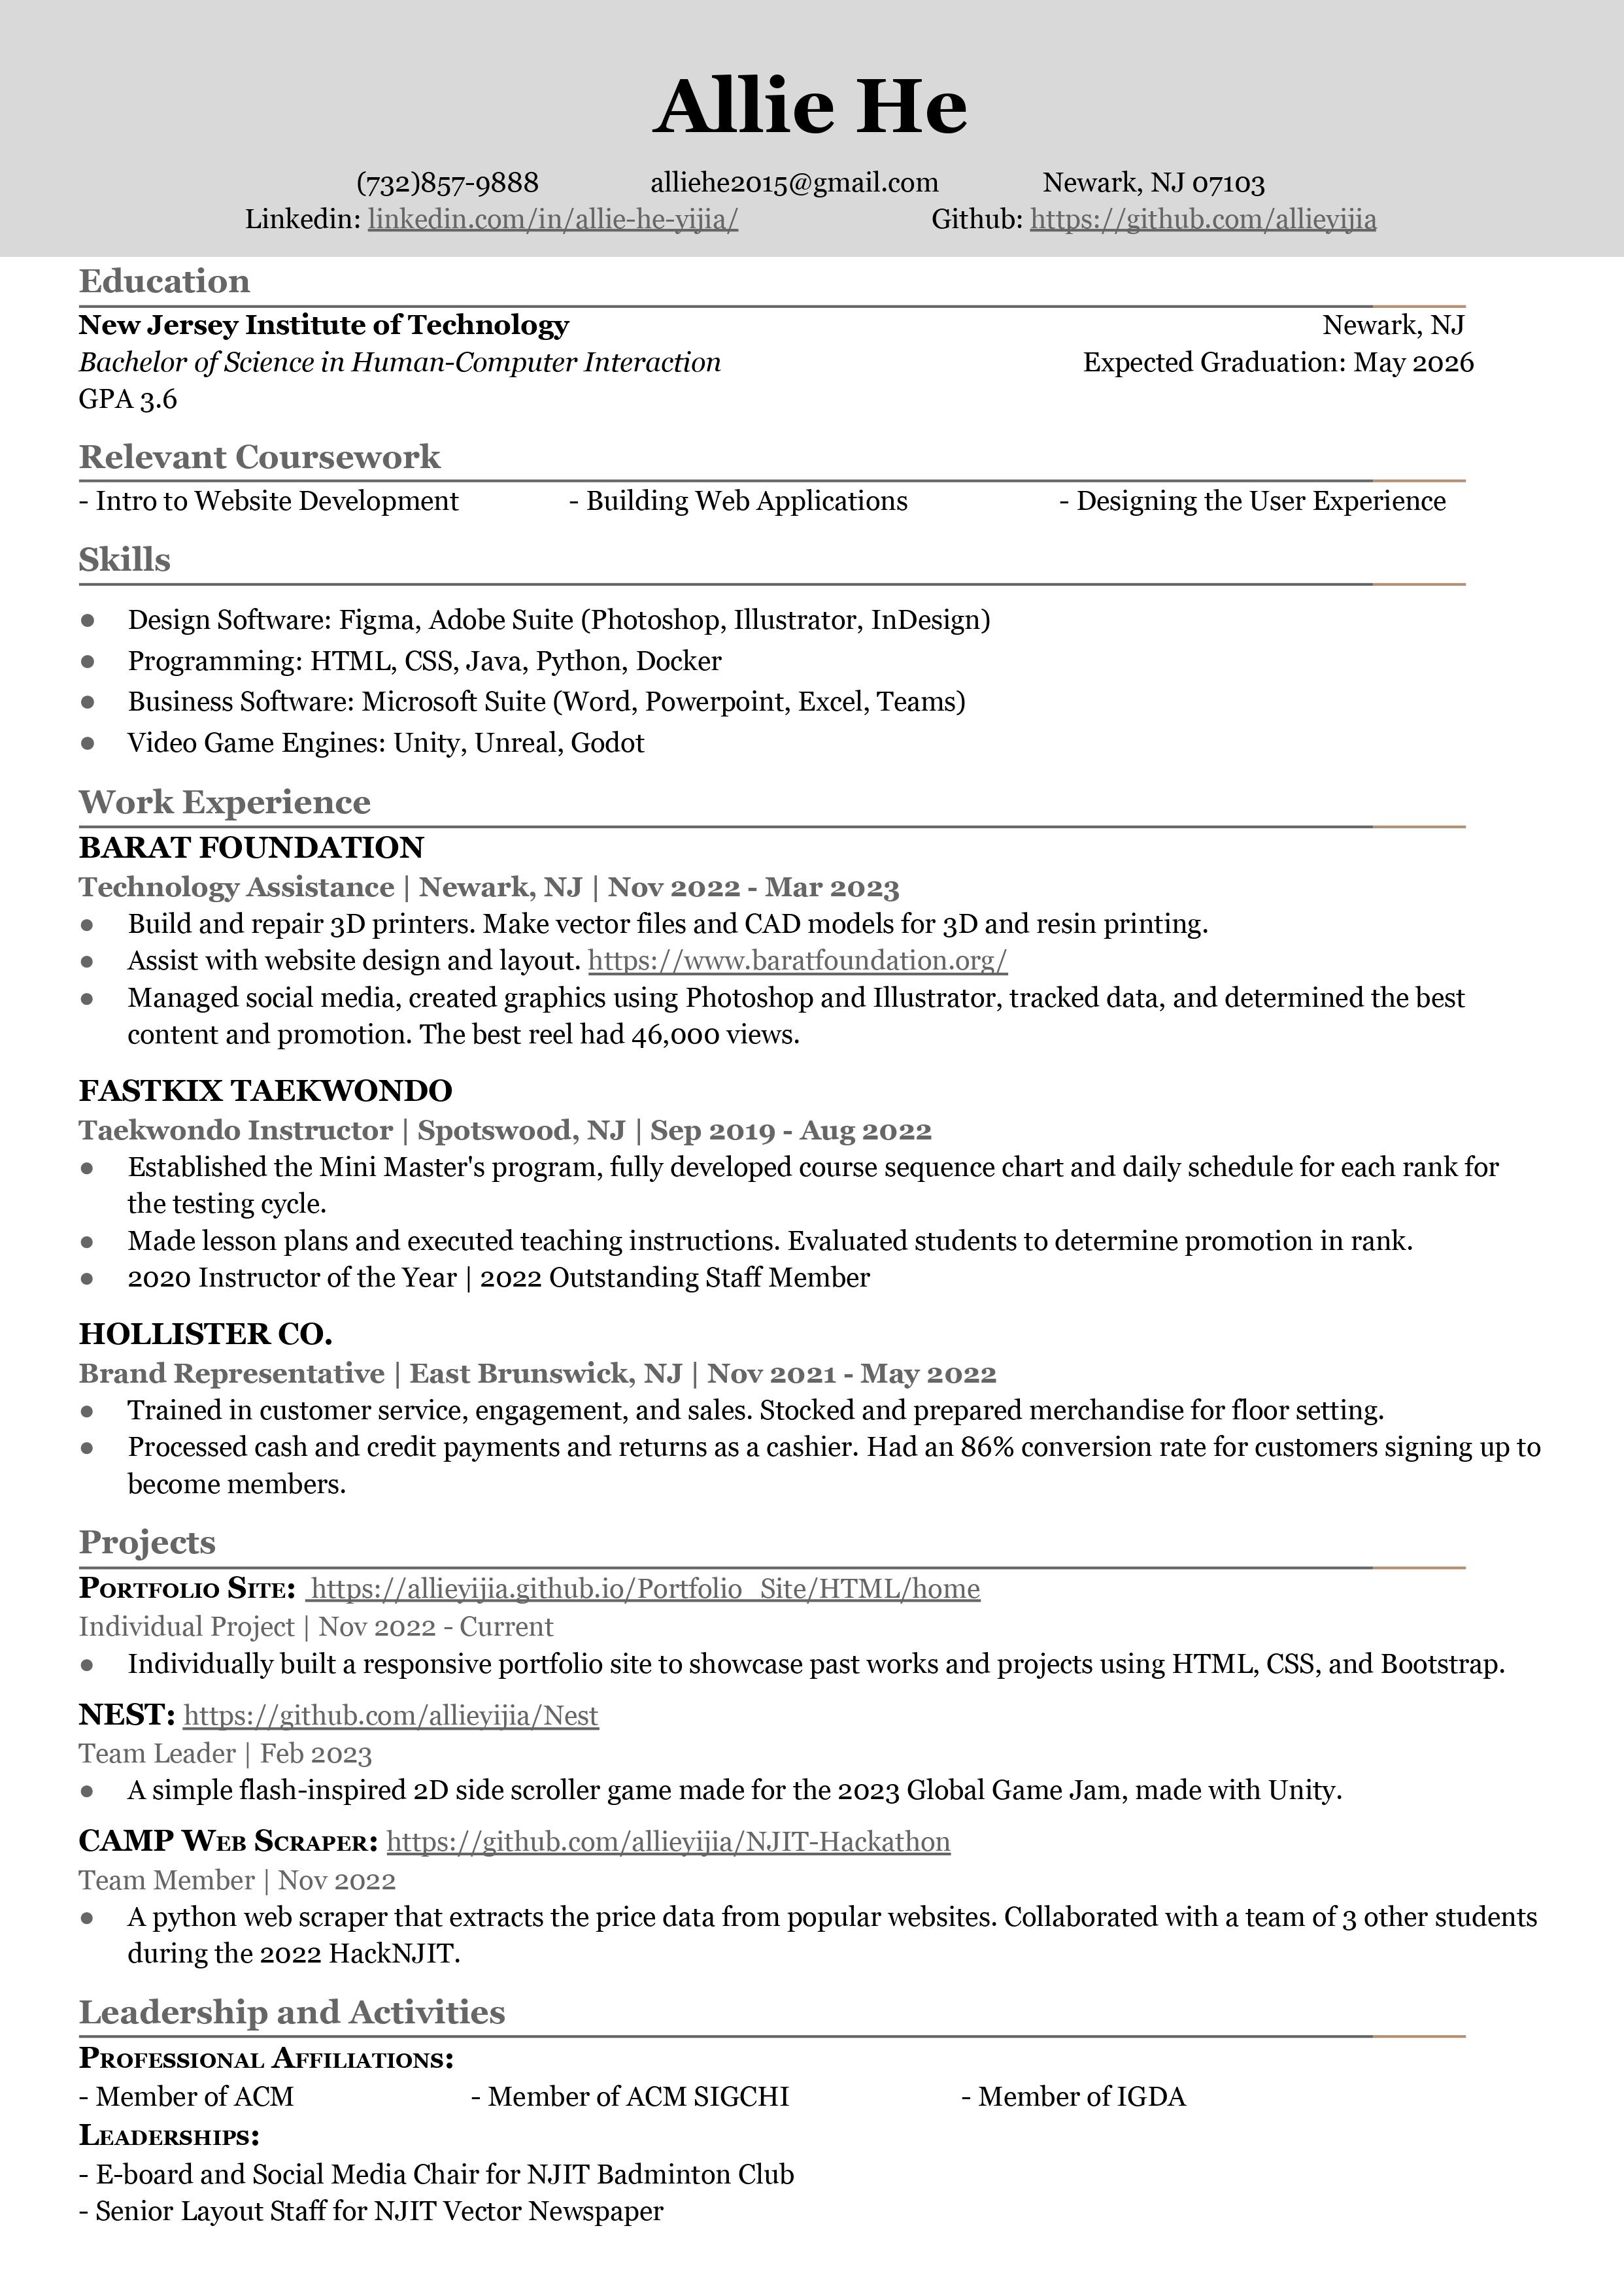 Allie He
(732)857-9888 alliehe2015@gmail.com Newark, NJ 07103
Linkedin: linkedin.com/in/allie-he-yijia/ Github: https://github.com/allieyijia
Education
New Jersey Institute of Technology Newark, NJ
Bachelor of Science in Human-Computer Interaction Expected Graduation: May 2026
GPA 3.6
Relevant Coursework
- Intro to Website Development - Building Web Applications - Designing the User Experience
Skills
● Design Software: Figma, Adobe Suite (Photoshop, Illustrator, InDesign)
● Programming: HTML, CSS, Java, Python, Docker
● Business Software: Microsoft Suite (Word, Powerpoint, Excel, Teams)
● Video Game Engines: Unity, Unreal, Godot
Work Experience
BARAT FOUNDATION
Technology Assistance | Newark, NJ | Nov 2022 - Mar 2023
● Build and repair 3D printers. Make vector files and CAD models for 3D and resin printing.
● Assist with website design and layout. https://www.baratfoundation.org/
● Managed social media, created graphics using Photoshop and Illustrator, tracked data, and determined the best
content and promotion. The best reel had 46,000 views.
FASTKIX TAEKWONDO
Taekwondo Instructor | Spotswood, NJ | Sep 2019 - Aug 2022
● Established the Mini Master's program, fully developed course sequence chart and daily schedule for each rank for
the testing cycle.
● Made lesson plans and executed teaching instructions. Evaluated students to determine promotion in rank.
● 2020 Instructor of the Year | 2022 Outstanding Staff Member
HOLLISTER CO.
Brand Representative | East Brunswick, NJ | Nov 2021 - May 2022
● Trained in customer service, engagement, and sales. Stocked and prepared merchandise for floor setting.
● Processed cash and credit payments and returns as a cashier. Had an 86% conversion rate for customers signing up to
become members.
Projects
Portfolio Site: https://allieyijia.github.io/Portfolio_Site/HTML/home
Individual Project | Nov 2022 - Current
● Individually built a responsive portfolio site to showcase past works and projects using HTML, CSS, and Bootstrap.
NEST: https://github.com/allieyijia/Nest
Team Leader | Feb 2023
● A simple flash-inspired 2D side scroller game made for the 2023 Global Game Jam, made with Unity.
CAMP Web Scraper: https://github.com/allieyijia/NJIT-Hackathon
Team Member | Nov 2022
● A python web scraper that extracts the price data from popular websites. Collaborated with a team of 3 other students
during the 2022 HackNJIT.
Leadership and Activities
Professional Affiliations:
- Member of ACM - Member of ACM SIGCHI - Member of IGDA
Leaderships:
- E-board and Social Media Chair for NJIT Badminton Club
- Senior Layout Staff for NJIT Vector Newspaper